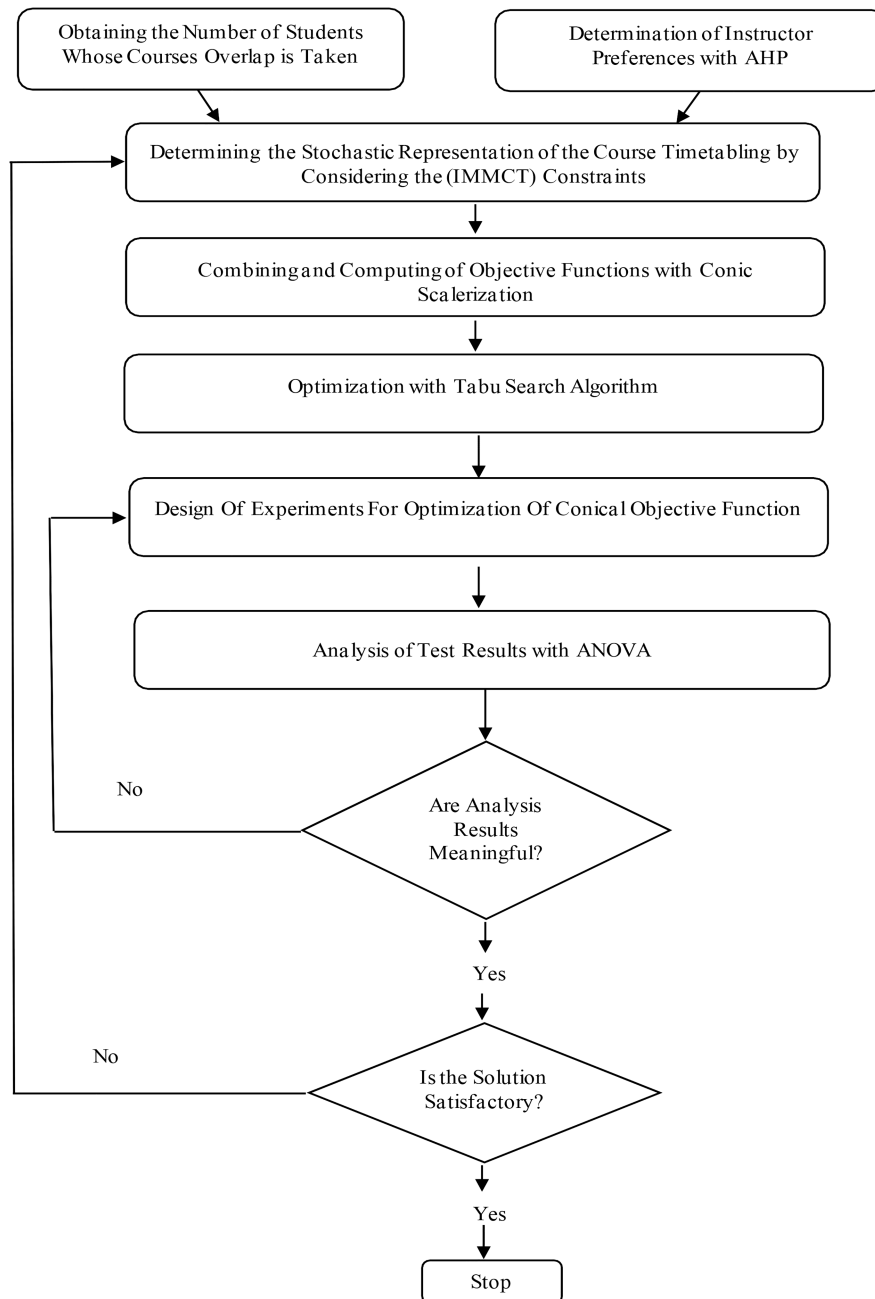 Obtaining the Number of Students
Whose Courses Overlap is Taken
Determination of Instructor
Preferences with AHP
Determining the Stochastic Representation of the Course Timetabling by
Considering the (IMMCT) Constraints
Combining and Computing of Objective Functions with Conic
Scalerization
Optimization with Tabu Search Algorithm
Design Of Experiments For Optimization Of Conical Objective Function
Analysis of Test Results with ANOVA
No
Are Analysis
Results
Meaningful?
Yes
No
Is the Solution
Satisfactory?
Yes
Stop